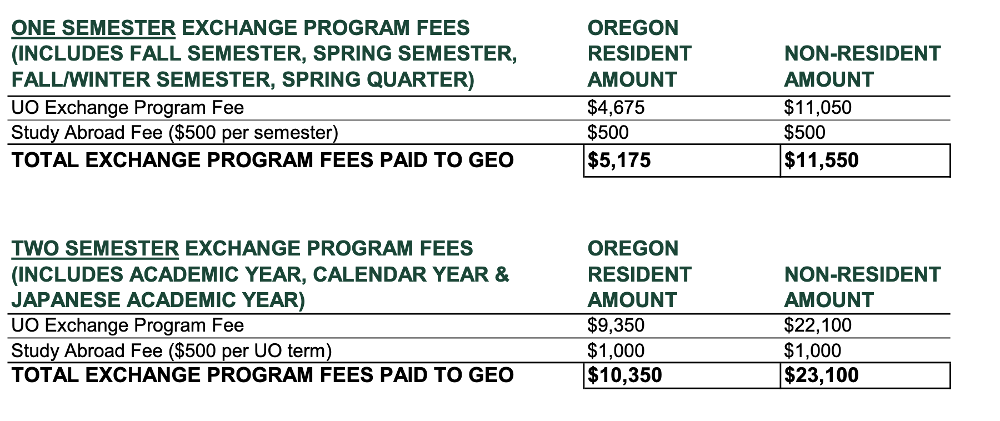 ONE SEMESTER EXCHANGE PROGRAM FEES
(INCLUDES FALL SEMESTER, SPRING SEMESTER,
FALL/WINTER SEMESTER, SPRING QUARTER)
OREGON
RESIDENT
AMOUNT
NON-RESIDENT
AMOUNT
UO Exchange Program Fee $4,675 $11,050
Study Abroad Fee ($500 per semester) $500 $500
TOTAL EXCHANGE PROGRAM FEES PAID TO GEO $5,175 $11,550
TWO SEMESTER EXCHANGE PROGRAM FEES
(INCLUDES ACADEMIC YEAR, CALENDAR YEAR &
JAPANESE ACADEMIC YEAR)
OREGON
RESIDENT
AMOUNT
NON-RESIDENT
AMOUNT
UO Exchange Program Fee $9,350 $22,100
Study Abroad Fee ($500 per UO term) $1,000 $1,000
TOTAL EXCHANGE PROGRAM FEES PAID TO GEO $10,350 $23,100